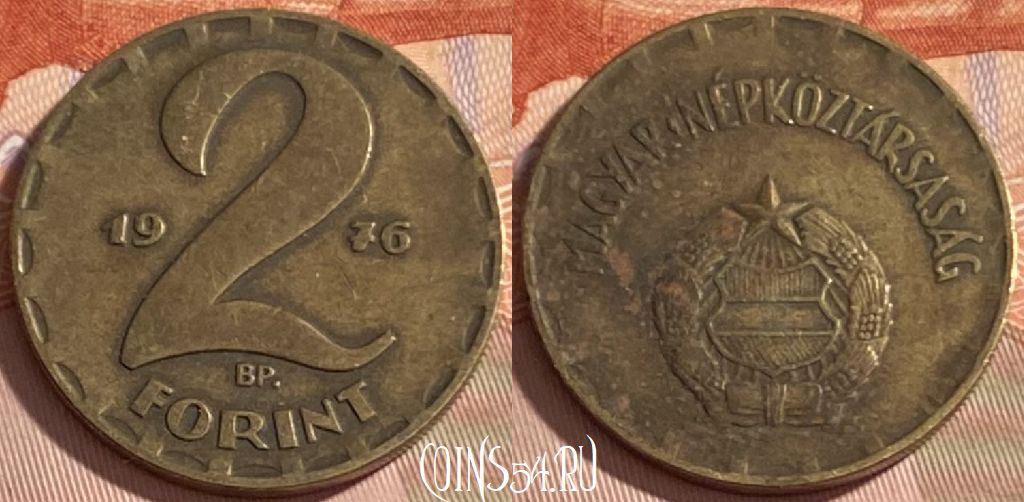 2
19 76
BP.
FORINT
MAGYAR NÉPKÖZTÁRSASÁG
COINS54.RU